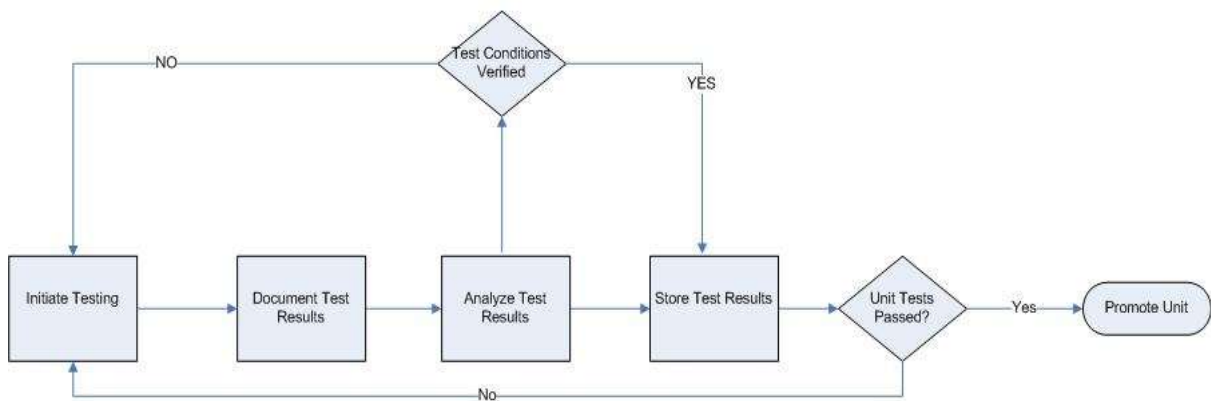 Test Conditions
Verified
NO
YES
Initiate Testing
Document Test
Results
Analyze Test
Results
Store Test Results
Unit Tests
Passed?
Yes
Promote Unit
No